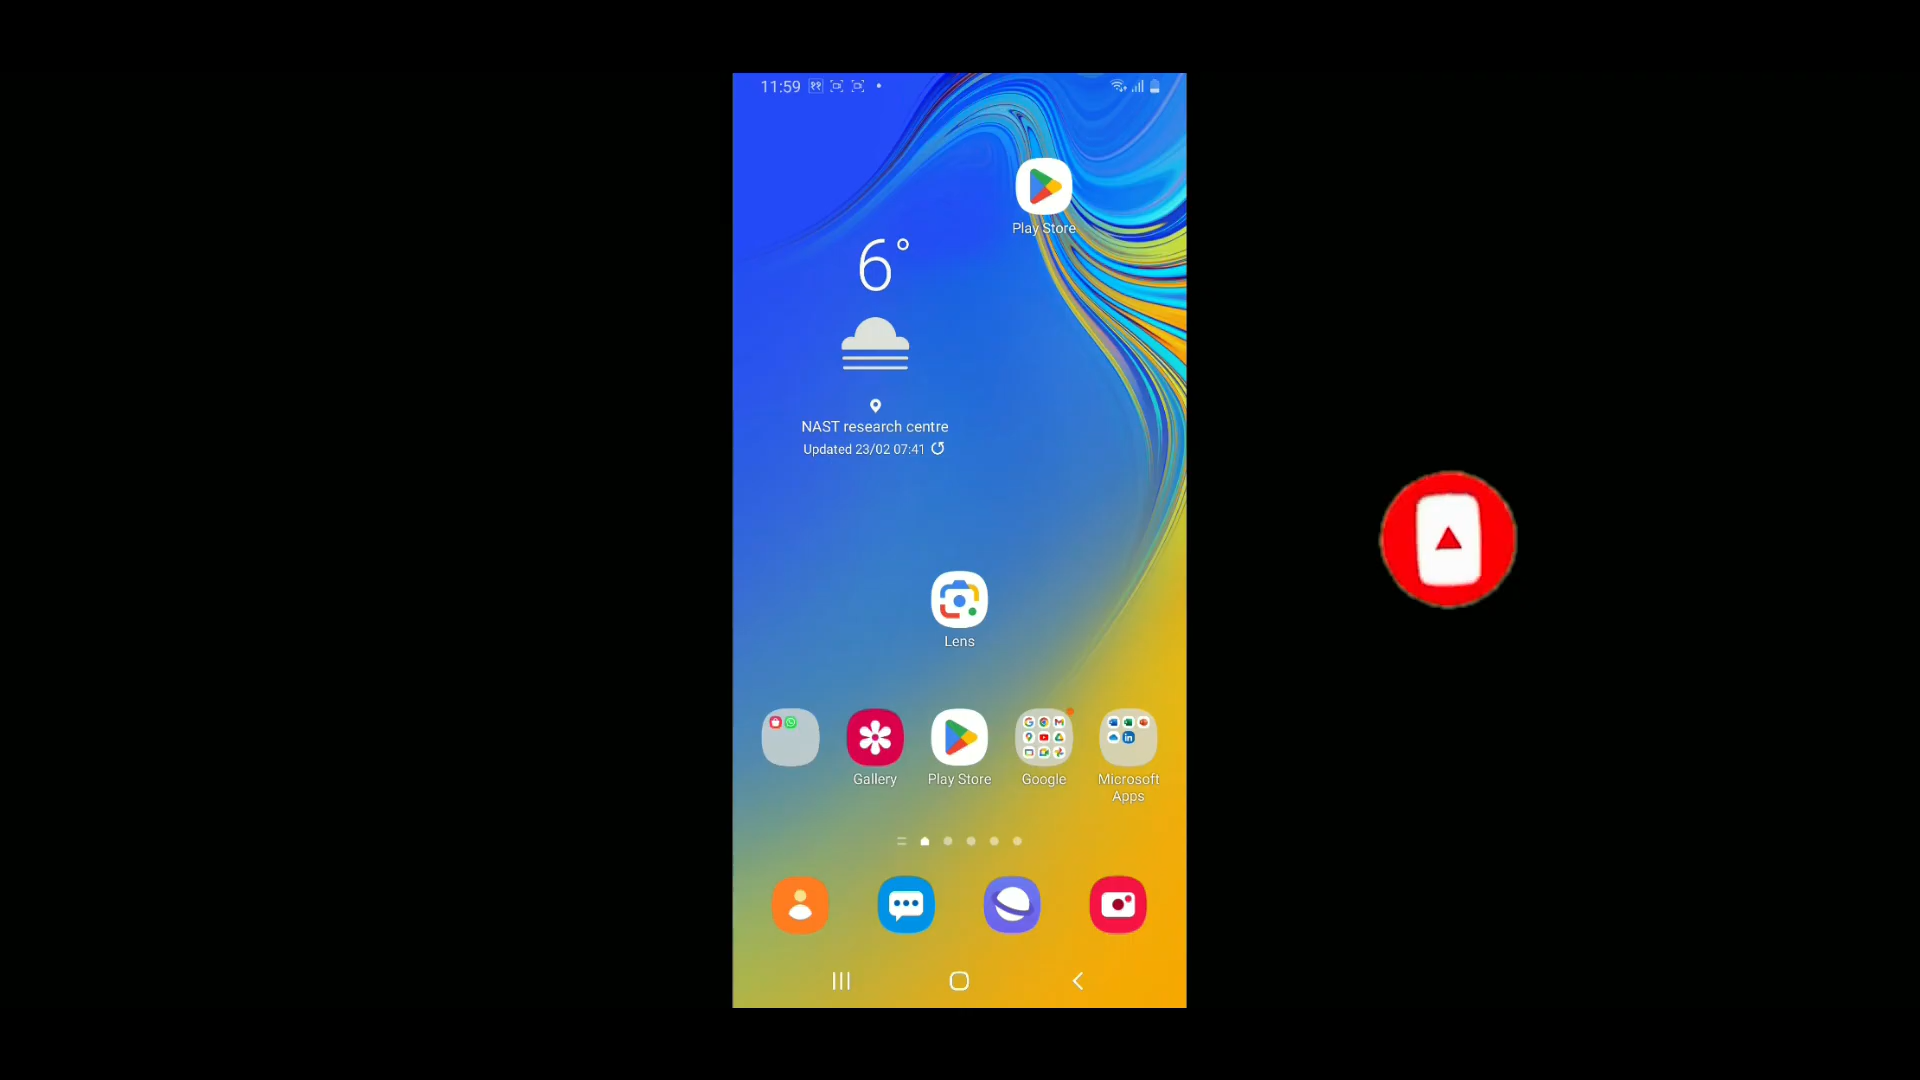 11:59
Play Store
6°
NAST research centre
Updated 23/02 07:41
Lens
Gallery
Play Store
Google
Microsoft
Apps